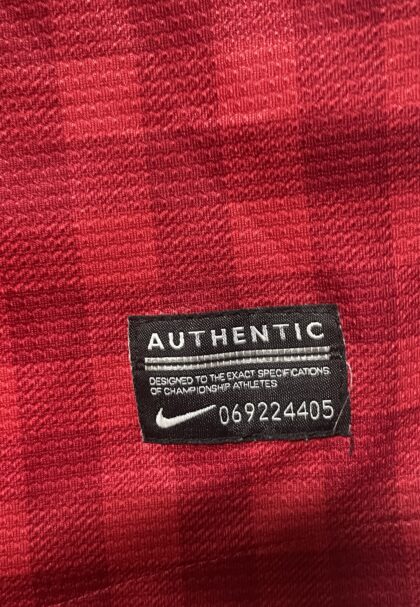 AUTHENTIC
DESIGNED TO THE EXACT SPECIFICATIONS
OF CHAMPIONSHIP ATHLETES
069224405